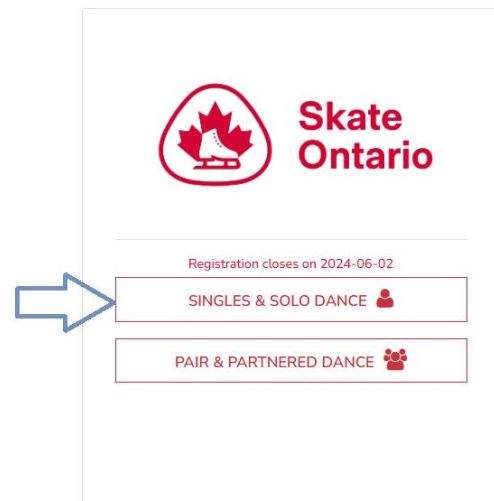 Skate
Ontario
Registration closes on 2024-06-02
SINGLES & SOLO DANCE
PAIR & PARTNERED DANCE